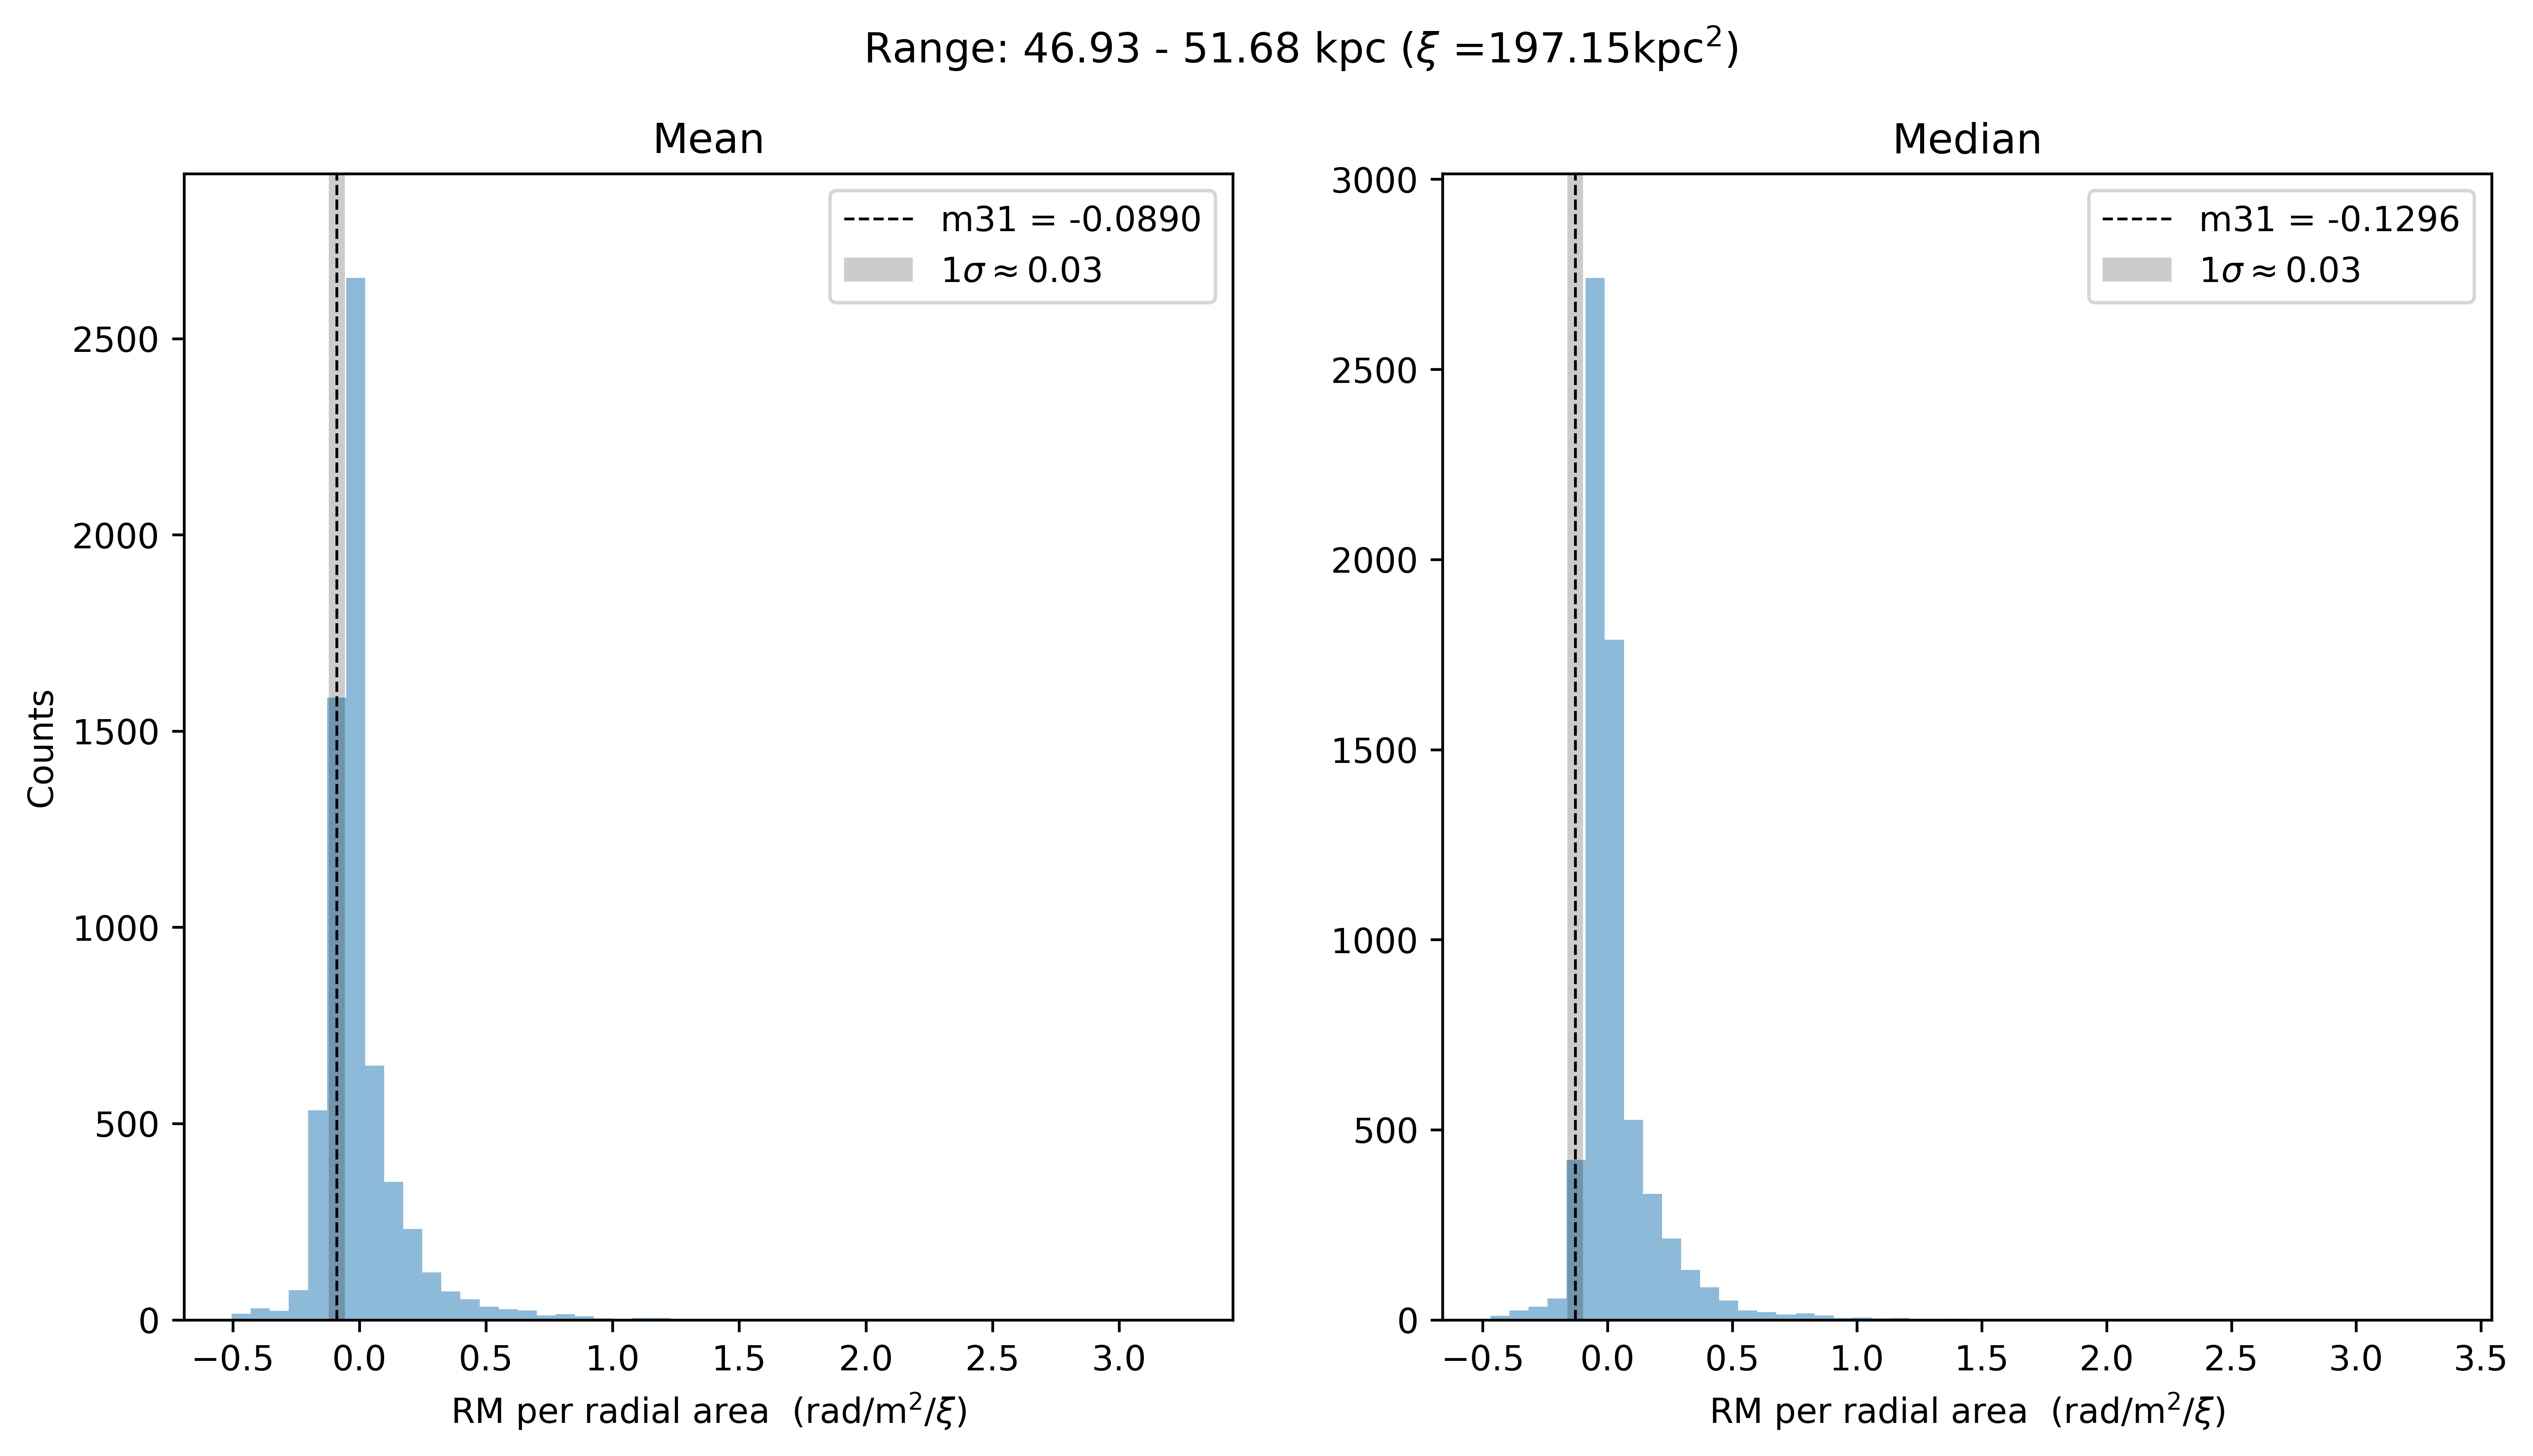 Range: 46.93 - 51.68 kpc (ξ =197.15kpc²)
Mean
m31 = -0.0890
1σ ≈ 0.03
Counts
2500
2000
1500
1000
500
0
−0.5 0.0 0.5 1.0 1.5 2.0 2.5 3.0
RM per radial area (rad/m²/ξ)
Median
m31 = -0.1296
1σ ≈ 0.03
3000
2500
2000
1500
1000
500
0
−0.5 0.0 0.5 1.0 1.5 2.0 2.5 3.0 3.5
RM per radial area (rad/m²/ξ)